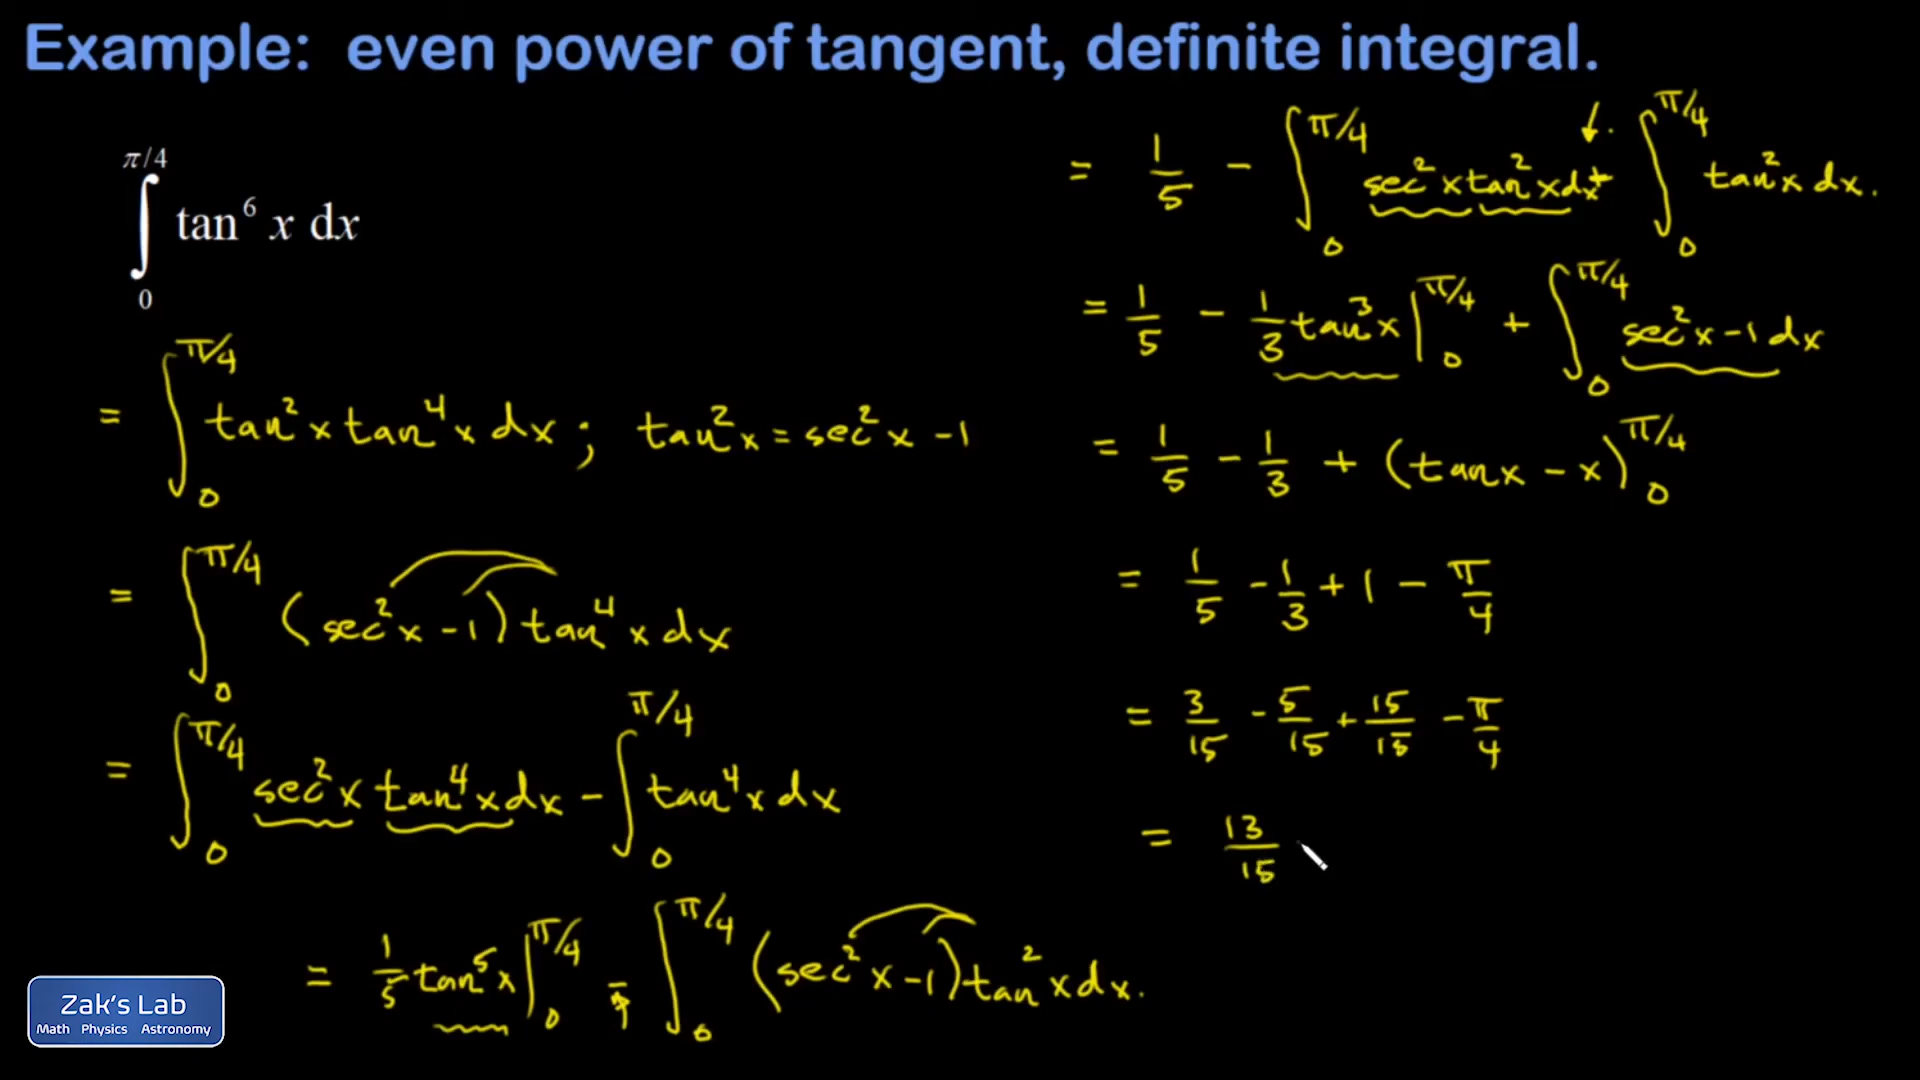 Example: even power of tangent, definite integral.
∫₀^(π/4) tan⁶ x dx
= ∫₀^(π/4) tan²x tan⁴x dx ; tan²x = sec²x −1
= ∫₀^(π/4) (sec²x −1) tan⁴x dx
= ∫₀^(π/4) sec²x tan⁴x dx − ∫₀^(π/4) tan⁴x dx
= 1/5 tan⁵x |₀^(π/4) − ∫₀^(π/4) (sec²x −1) tan²x dx.
= 1/5 − ∫₀^(π/4) sec²x tan²x dx + ∫₀^(π/4) tan²x dx.
= 1/5 − 1/3 tan³x |₀^(π/4) + ∫₀^(π/4) sec²x −1 dx
= 1/5 − 1/3 + (tanx − x)₀^(π/4)
= 1/5 − 1/3 + 1 − π/4
= 3/15 − 5/15 + 15/15 − π/4
= 13/15
Zak's Lab
Math Physics Astronomy